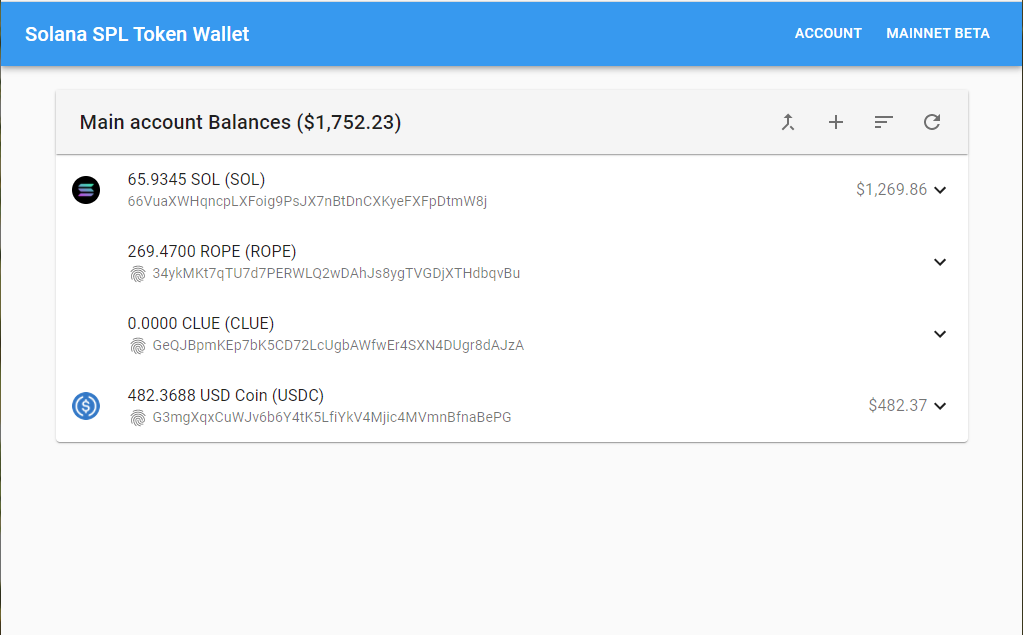 Solana SPL Token Wallet
ACCOUNT
MAINNET BETA
Main account Balances ($1,752.23)
65.9345 SOL (SOL)
66VuaXWHqncpLXFoig9PsJX7nBtDnCXKyeFXFpDtmW8j
$1,269.86
269.4700 ROPE (ROPE)
34ykMKt7qTU7d7PERWLQ2wDAhJs8ygTVGDjXTHdbqvBu
0.0000 CLUE (CLUE)
GeQJBpmKEp7bK5CD72LcUgbAWfwEr4SXN4DUgr8dAJzA
482.3688 USD Coin (USDC)
G3mgXqxCuWJv6b6Y4tK5LfiYkV4Mjic4MVmnBfnaBePG
$482.37